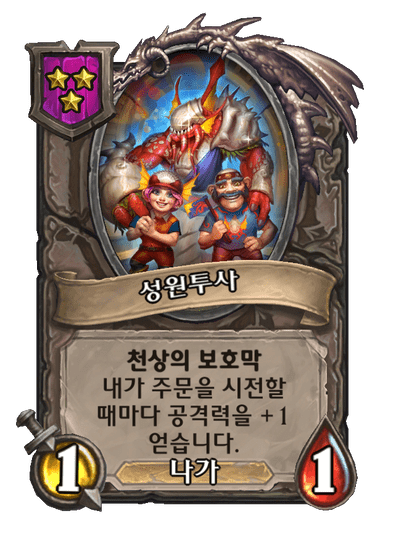 성원투사
천상의 보호막
내가 주문을 시전할
때마다 공격력을 +1
얻습니다.
나가
1
1